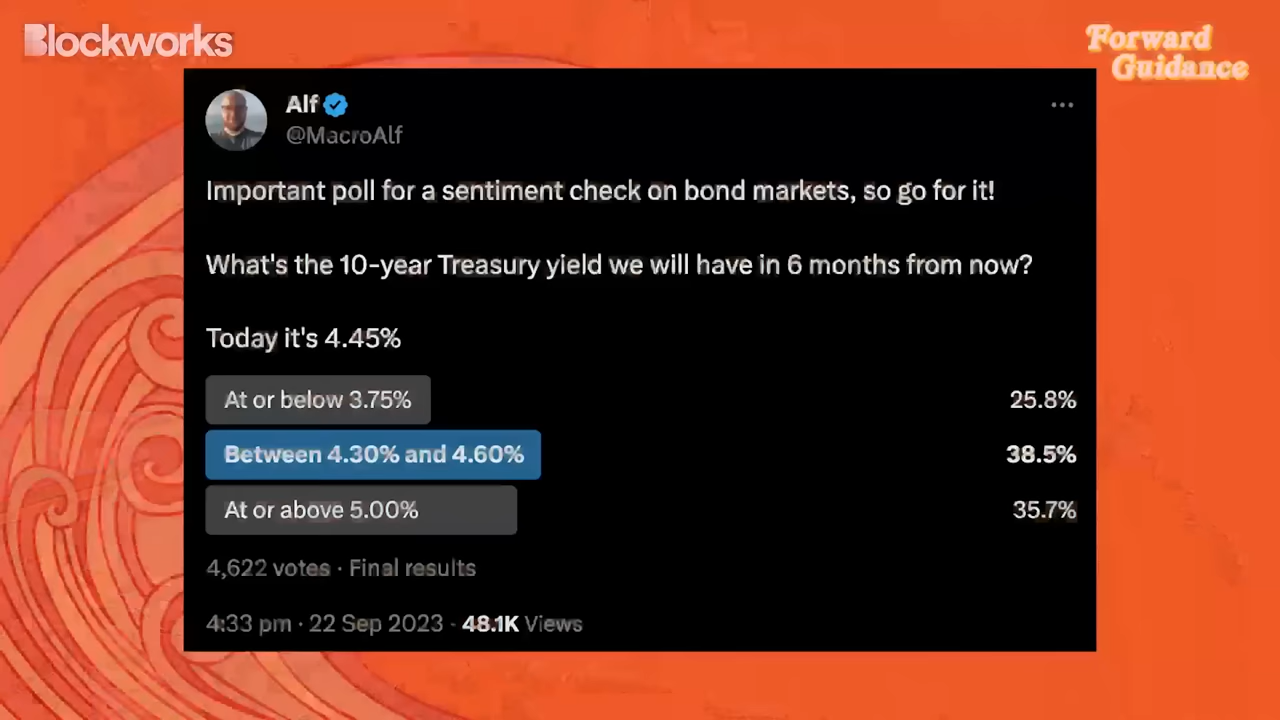 Blockworks
Forward
Guidance
Alf
@MacroAlf
Important poll for a sentiment check on bond markets, so go for it!
What's the 10-year Treasury yield we will have in 6 months from now?
Today it's 4.45%
At or below 3.75% 25.8%
Between 4.30% and 4.60% 38.5%
At or above 5.00% 35.7%
4,622 votes · Final results
4:33 pm · 22 Sep 2023 · 48.1K Views